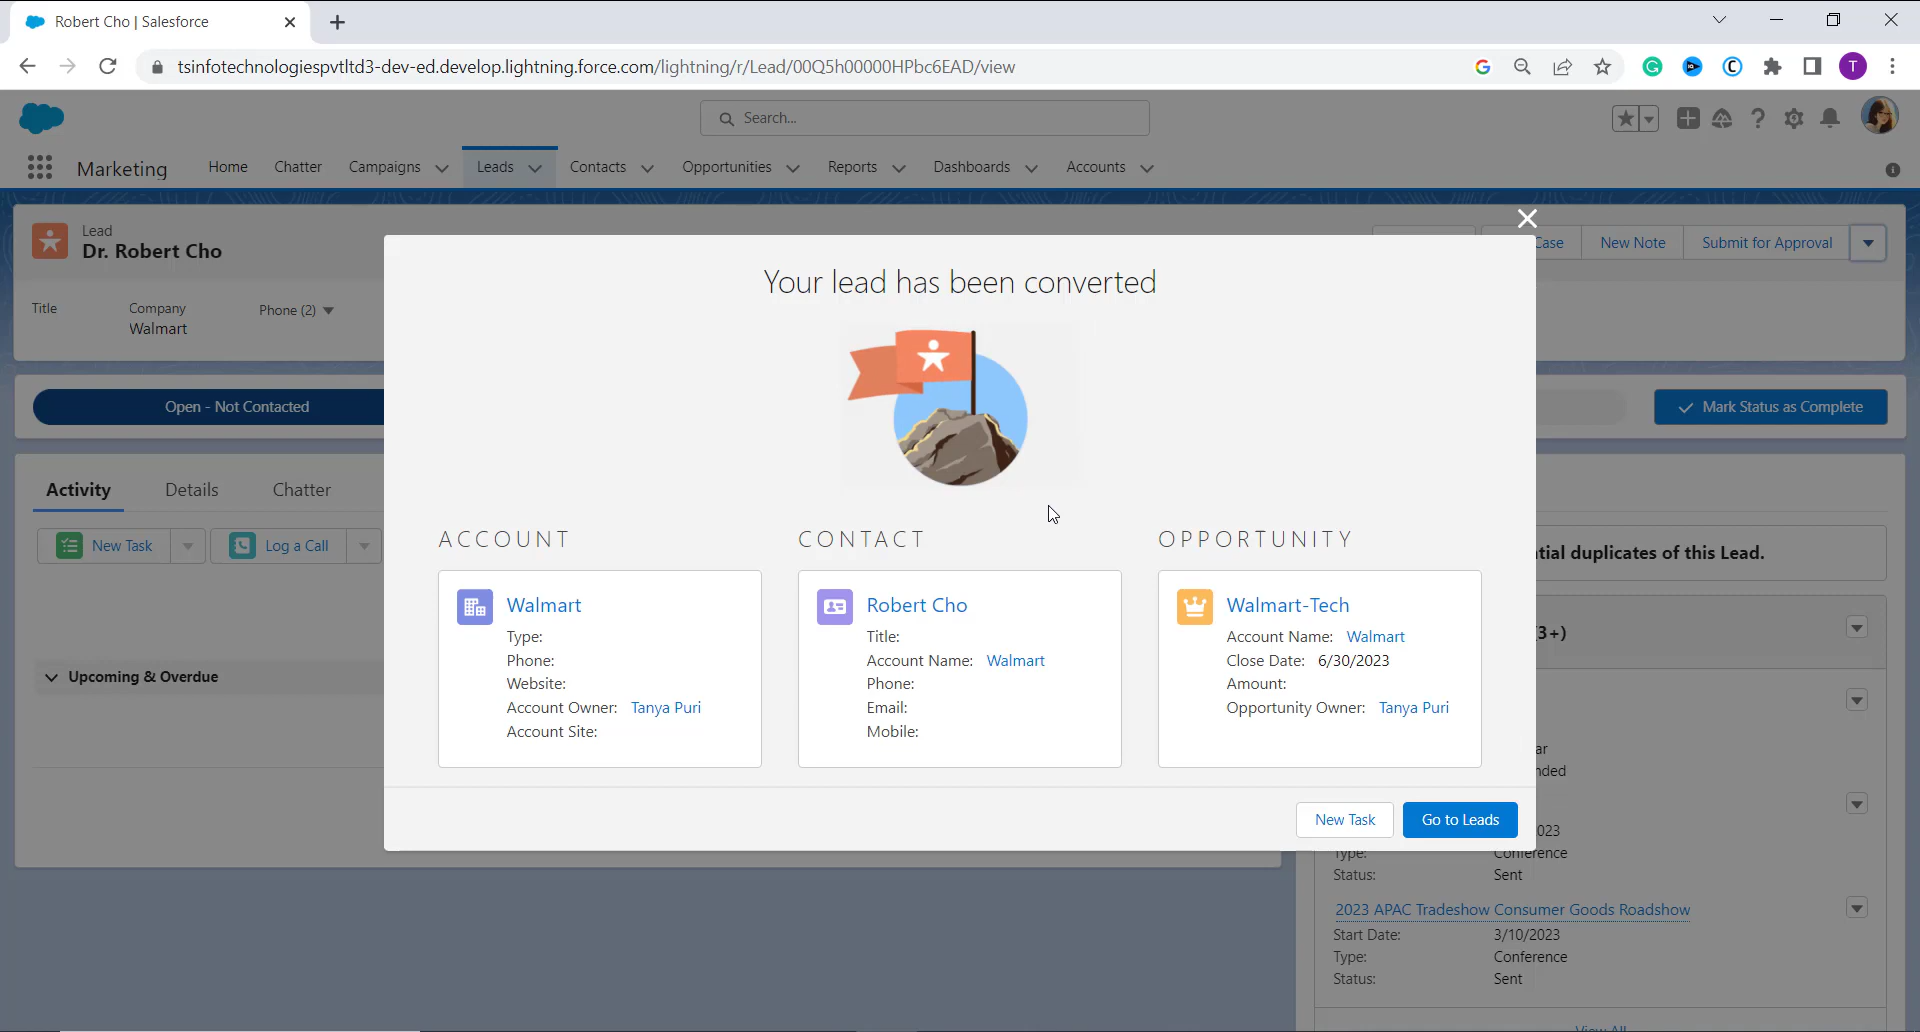 Robert Cho | Salesforce
tsinfotechnologiespvtltd3-dev-ed.develop.lightning.force.com/lightning/r/Lead/00Q5h00000HPbc6EAD/view
T
Search...
Marketing
Home
Chatter
Campaigns
Leads
Contacts
Opportunities
Reports
Dashboards
Accounts
Lead
Dr. Robert Cho
Case
New Note
Submit for Approval
Title
Company
Phone (2)
Walmart
Open - Not Contacted
Mark Status as Complete
Activity
Details
Chatter
New Task
Log a Call
Upcoming & Overdue
Your lead has been converted
ACCOUNT
Walmart
Type:
Phone:
Website:
Account Owner: Tanya Puri
Account Site:
CONTACT
Robert Cho
Title:
Account Name: Walmart
Phone:
Email:
Mobile:
OPPORTUNITY
Walmart-Tech
Account Name: Walmart
Close Date: 6/30/2023
Amount:
Opportunity Owner: Tanya Puri
New Task
Go to Leads
tial duplicates of this Lead.
3+)
ar
nded
023
Type: Conference
Status: Sent
2023 APAC Tradeshow Consumer Goods Roadshow
Start Date: 3/10/2023
Type: Conference
Status: Sent
View All